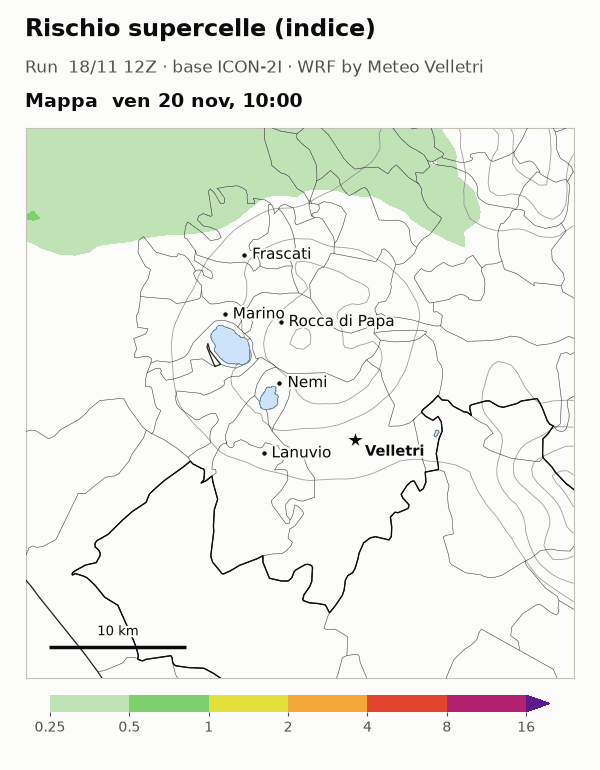 Rischio supercelle (indice)
Run  18/11 12Z · base ICON-2I · WRF by Meteo Velletri
Mappa  ven 20 nov, 10:00
Frascati
Marino
Rocca di Papa
Nemi
Velletri
Lanuvio
10 km
0.25 0.5 1 2 4 8 16